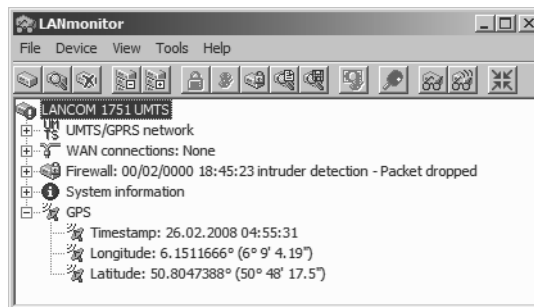 LANmonitor
File Device View Tools Help
LANCOM 1751 UMTS
UMTS/GPRS network
WAN connections: None
Firewall: 00/02/0000 18:45:23 intruder detection - Packet dropped
System information
GPS
Timestamp: 26.02.2008 04:55:31
Longitude: 6.1511666° (6° 9' 4.19")
Latitude: 50.8047388° (50° 48' 17.5")